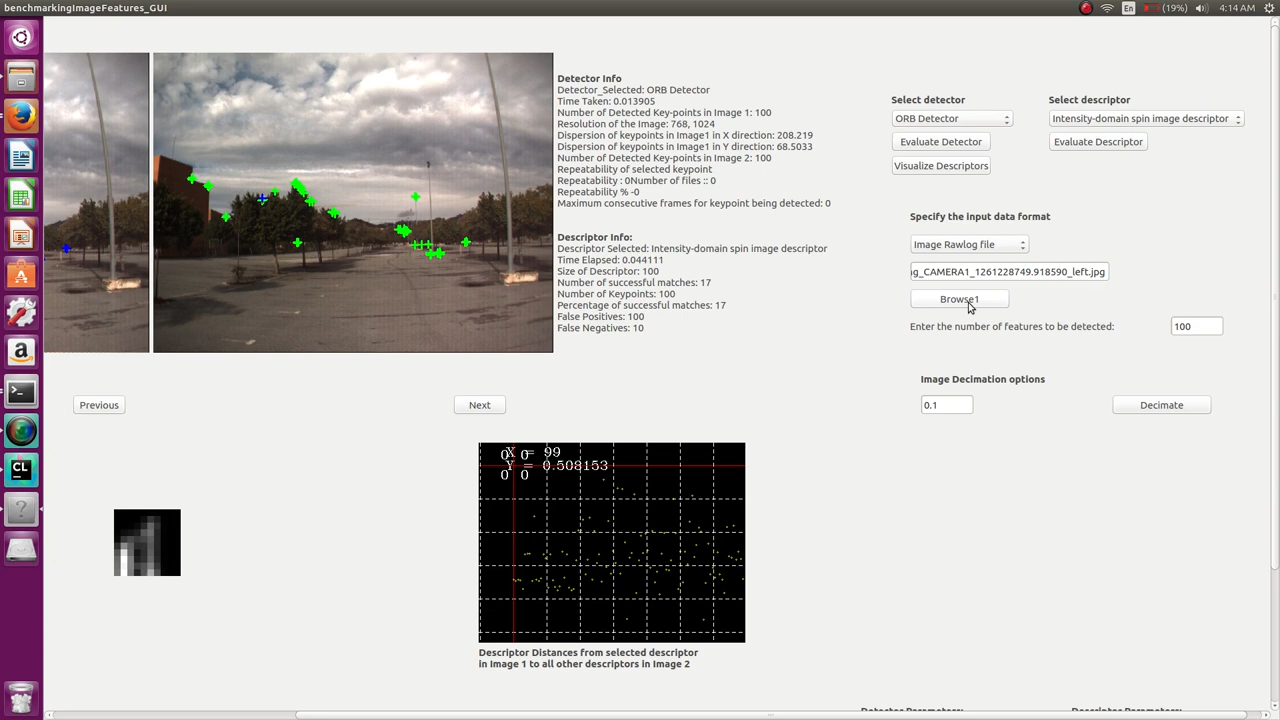 benchmarkingImageFeatures_GUI
En
(19%)
4:14 AM
Detector Info
Detector_Selected: ORB Detector
Time Taken: 0.013905
Number of Detected Key-points in Image 1: 100
Resolution of the Image: 768, 1024
Dispersion of keypoints in Image1 in X direction: 208.219
Dispersion of keypoints in Image1 in Y direction: 68.5033
Number of Detected Key-points in Image 2: 100
Repeatability of selected keypoint
Repeatability : 0Number of files :: 0
Repeatability % -0
Maximum consecutive frames for keypoint being detected: 0
Descriptor Info:
Descriptor Selected: Intensity-domain spin image descriptor
Time Elapsed: 0.044111
Size of Descriptor: 100
Number of successful matches: 17
Number of Keypoints: 100
Percentage of successful matches: 17
False Positives: 100
False Negatives: 10
Select detector
ORB Detector
Evaluate Detector
Visualize Descriptors
Select descriptor
Intensity-domain spin image descriptor
Evaluate Descriptor
Specify the input data format
Image Rawlog file
g_CAMERA1_1261228749.918590_left.jpg
Browse1
Enter the number of features to be detected:
100
Image Decimation options
0.1
Decimate
Previous
Next
X = 99
Y = 0.508153
0 0
0 0
Descriptor Distances from selected descriptor
in Image 1 to all other descriptors in Image 2
CL